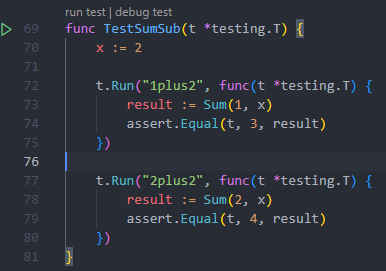 run test | debug test
69 func TestSumSub(t *testing.T) {
70     x := 2
71
72     t.Run("1plus2", func(t *testing.T) {
73         result := Sum(1, x)
74         assert.Equal(t, 3, result)
75     })
76
77     t.Run("2plus2", func(t *testing.T) {
78         result := Sum(2, x)
79         assert.Equal(t, 4, result)
80     })
81 }